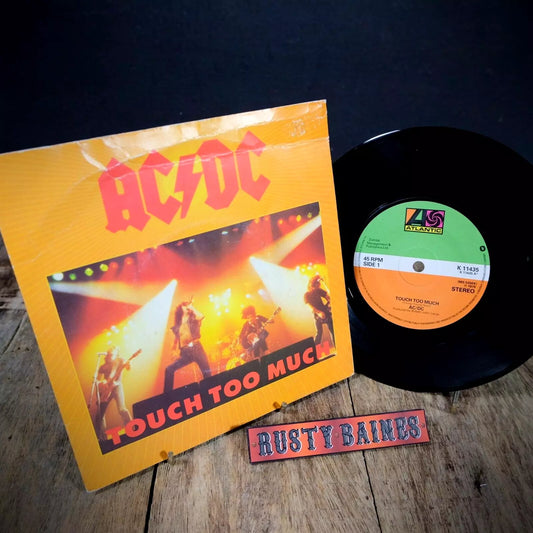 AC/DC
TOUCH TOO MUCH
ATLANTIC
45 RPM
SIDE 1
K 11435
STEREO
TOUCH TOO MUCH
AC/DC
RUSTY BAINES